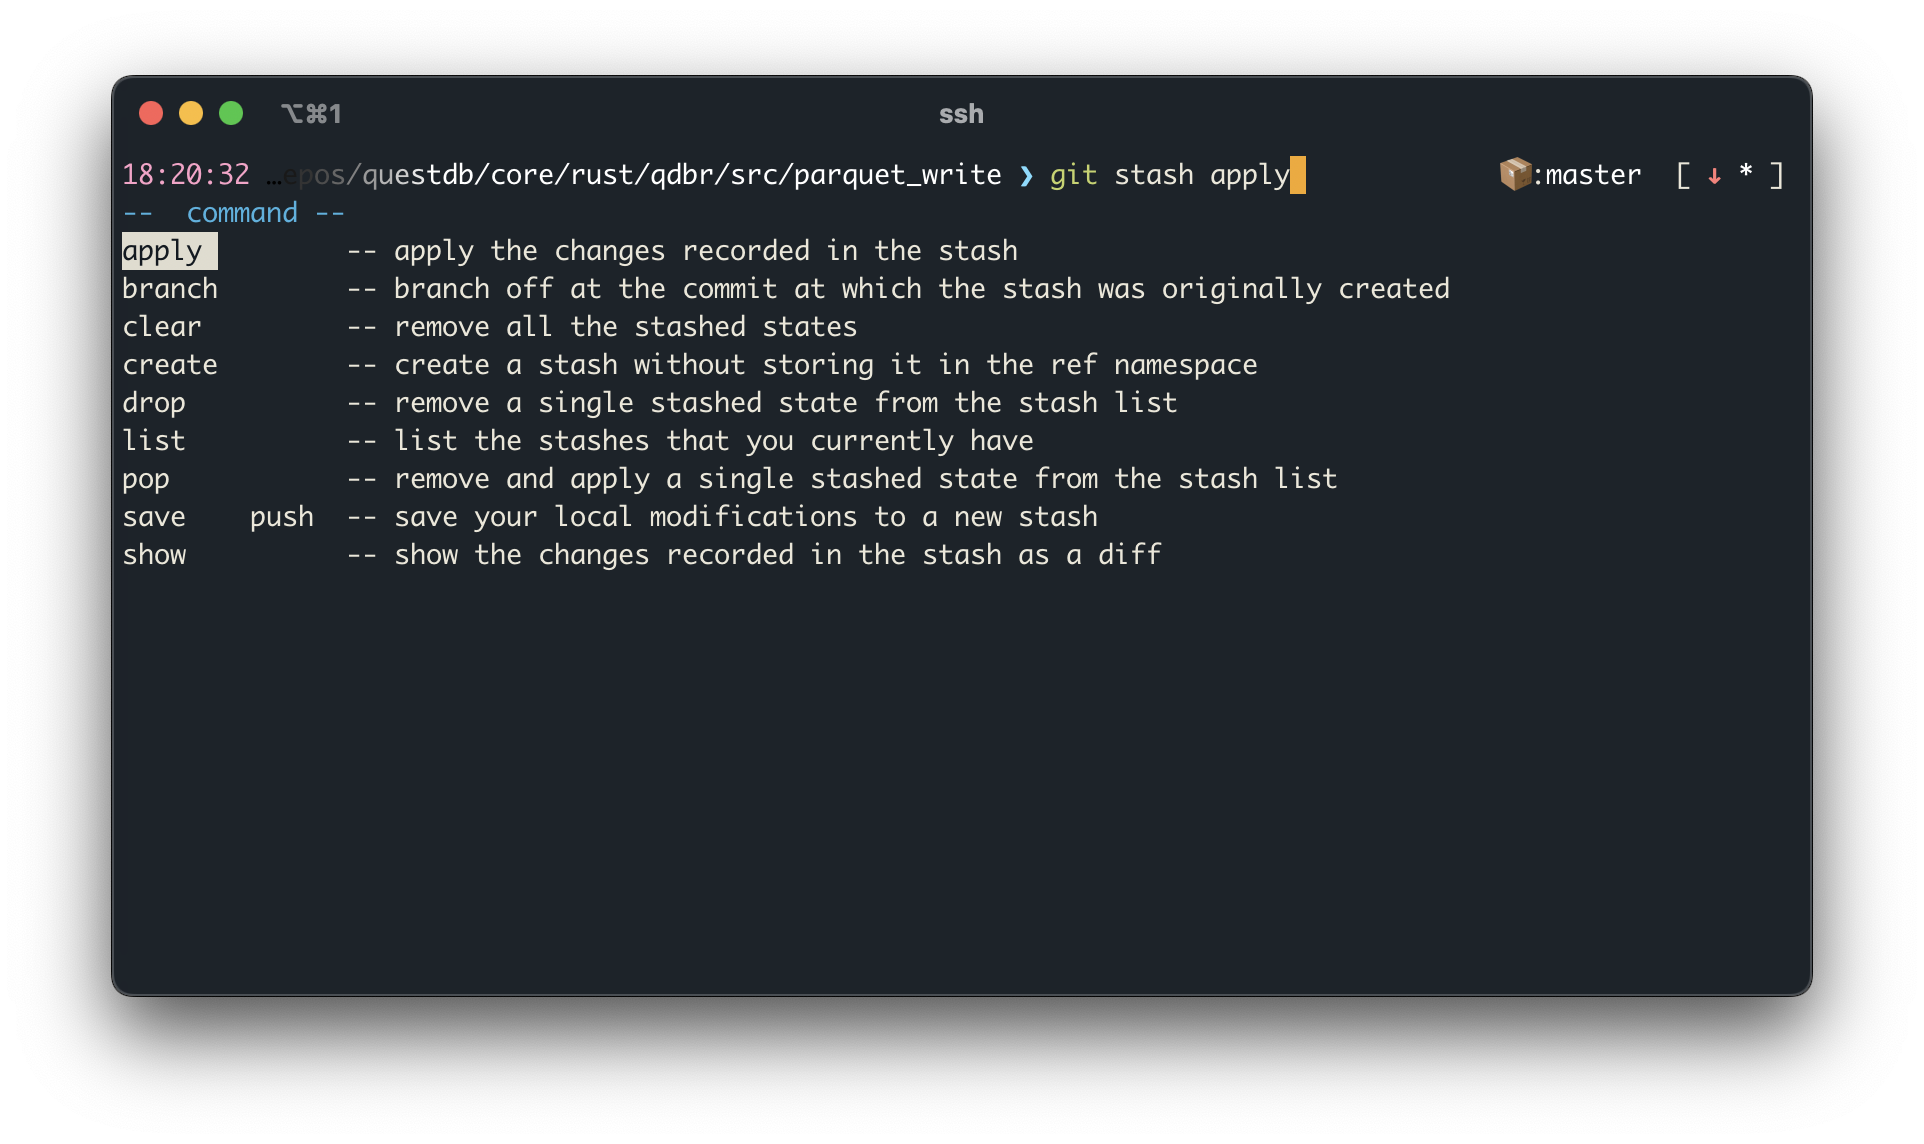 ⌥⌘1 ssh
18:20:32 …epos/questdb/core/rust/qdbr/src/parquet_write ❯ git stash apply 📦:master [ ↓ * ]
-- command --
apply -- apply the changes recorded in the stash
branch -- branch off at the commit at which the stash was originally created
clear -- remove all the stashed states
create -- create a stash without storing it in the ref namespace
drop -- remove a single stashed state from the stash list
list -- list the stashes that you currently have
pop -- remove and apply a single stashed state from the stash list
save push -- save your local modifications to a new stash
show -- show the changes recorded in the stash as a diff